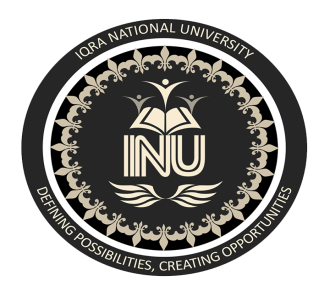 IQRA NATIONAL UNIVERSITY
INU
DEFINING POSSIBILITIES, CREATING OPPORTUNITIES